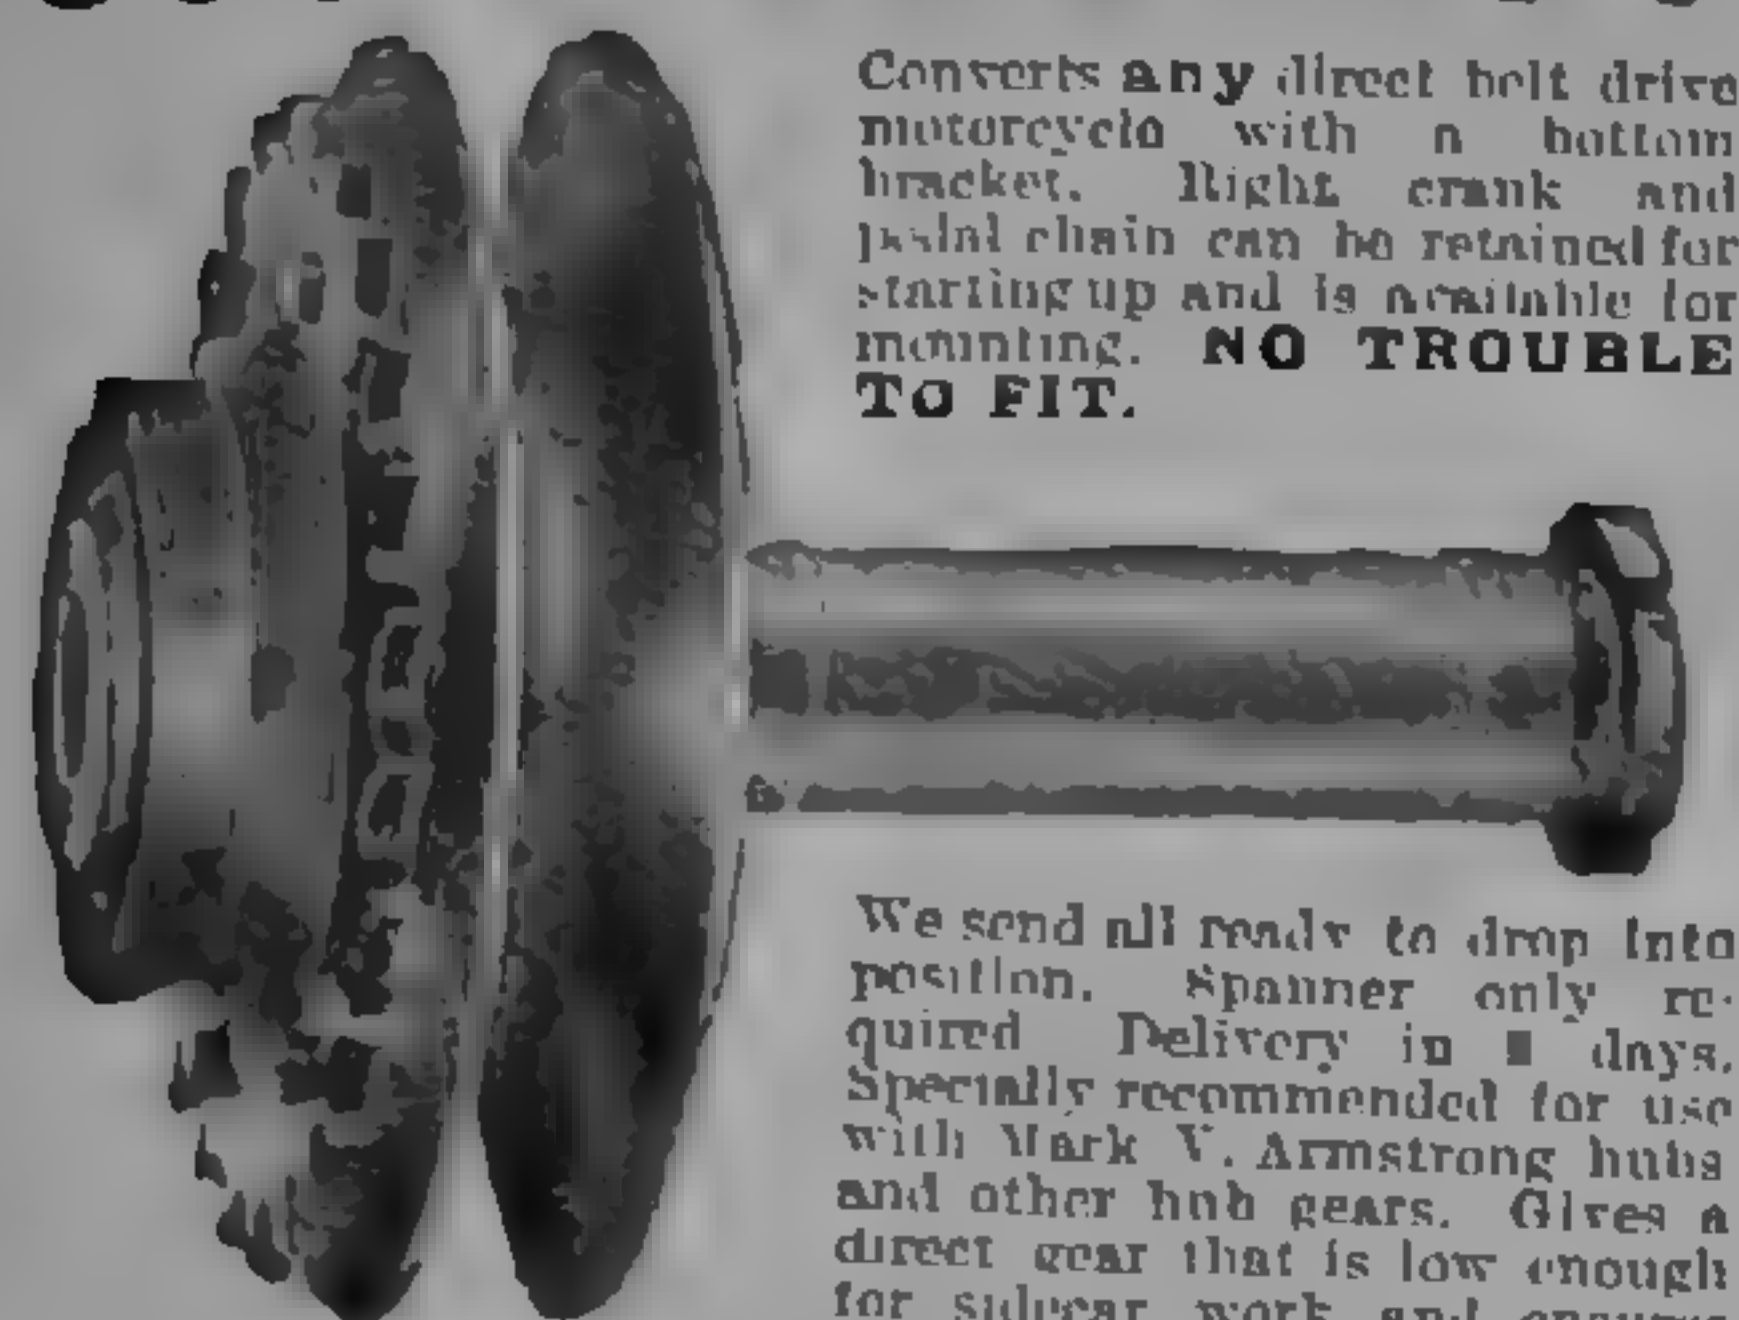 Converts any direct belt drive
motorcycle with a bottom
bracket. Right crank and
pedal chain can be retained for
starting up and is available for
mounting. NO TROUBLE
TO FIT.
We send all ready to drop into
position. Spanner only re-
quired Delivery in days.
Specially recommended for use
with Mark V. Armstrong hubs
and other hub gears. Gives a
direct gear that is low enough
for sidecar work and ensures